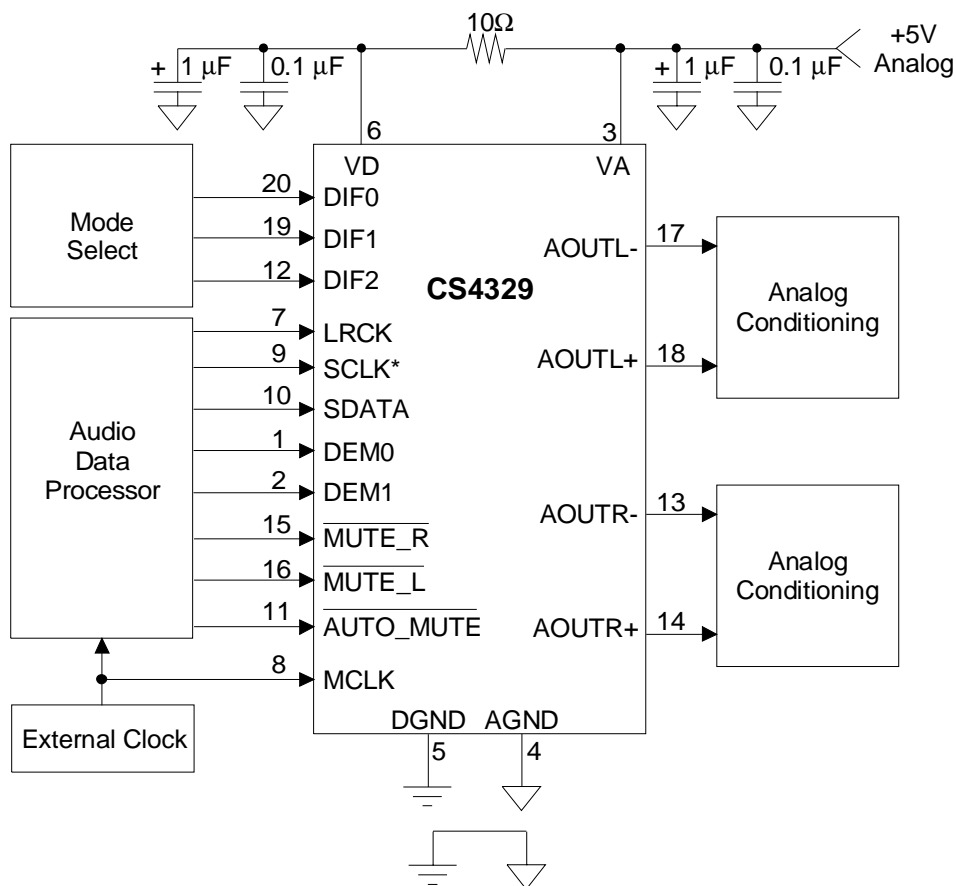 10Ω
+5V
Analog
+ 1 µF
0.1 µF
+ 1 µF
0.1 µF
6
3
VD
VA
Mode
Select
20
DIF0
19
DIF1
12
DIF2
CS4329
AOUTL-
17
AOUTL+
18
Analog
Conditioning
Audio
Data
Processor
7
LRCK
9
SCLK*
10
SDATA
1
DEM0
2
DEM1
15
MUTE_R
16
MUTE_L
11
AUTO_MUTE
8
MCLK
AOUTR-
13
AOUTR+
14
Analog
Conditioning
External Clock
DGND
AGND
5
4